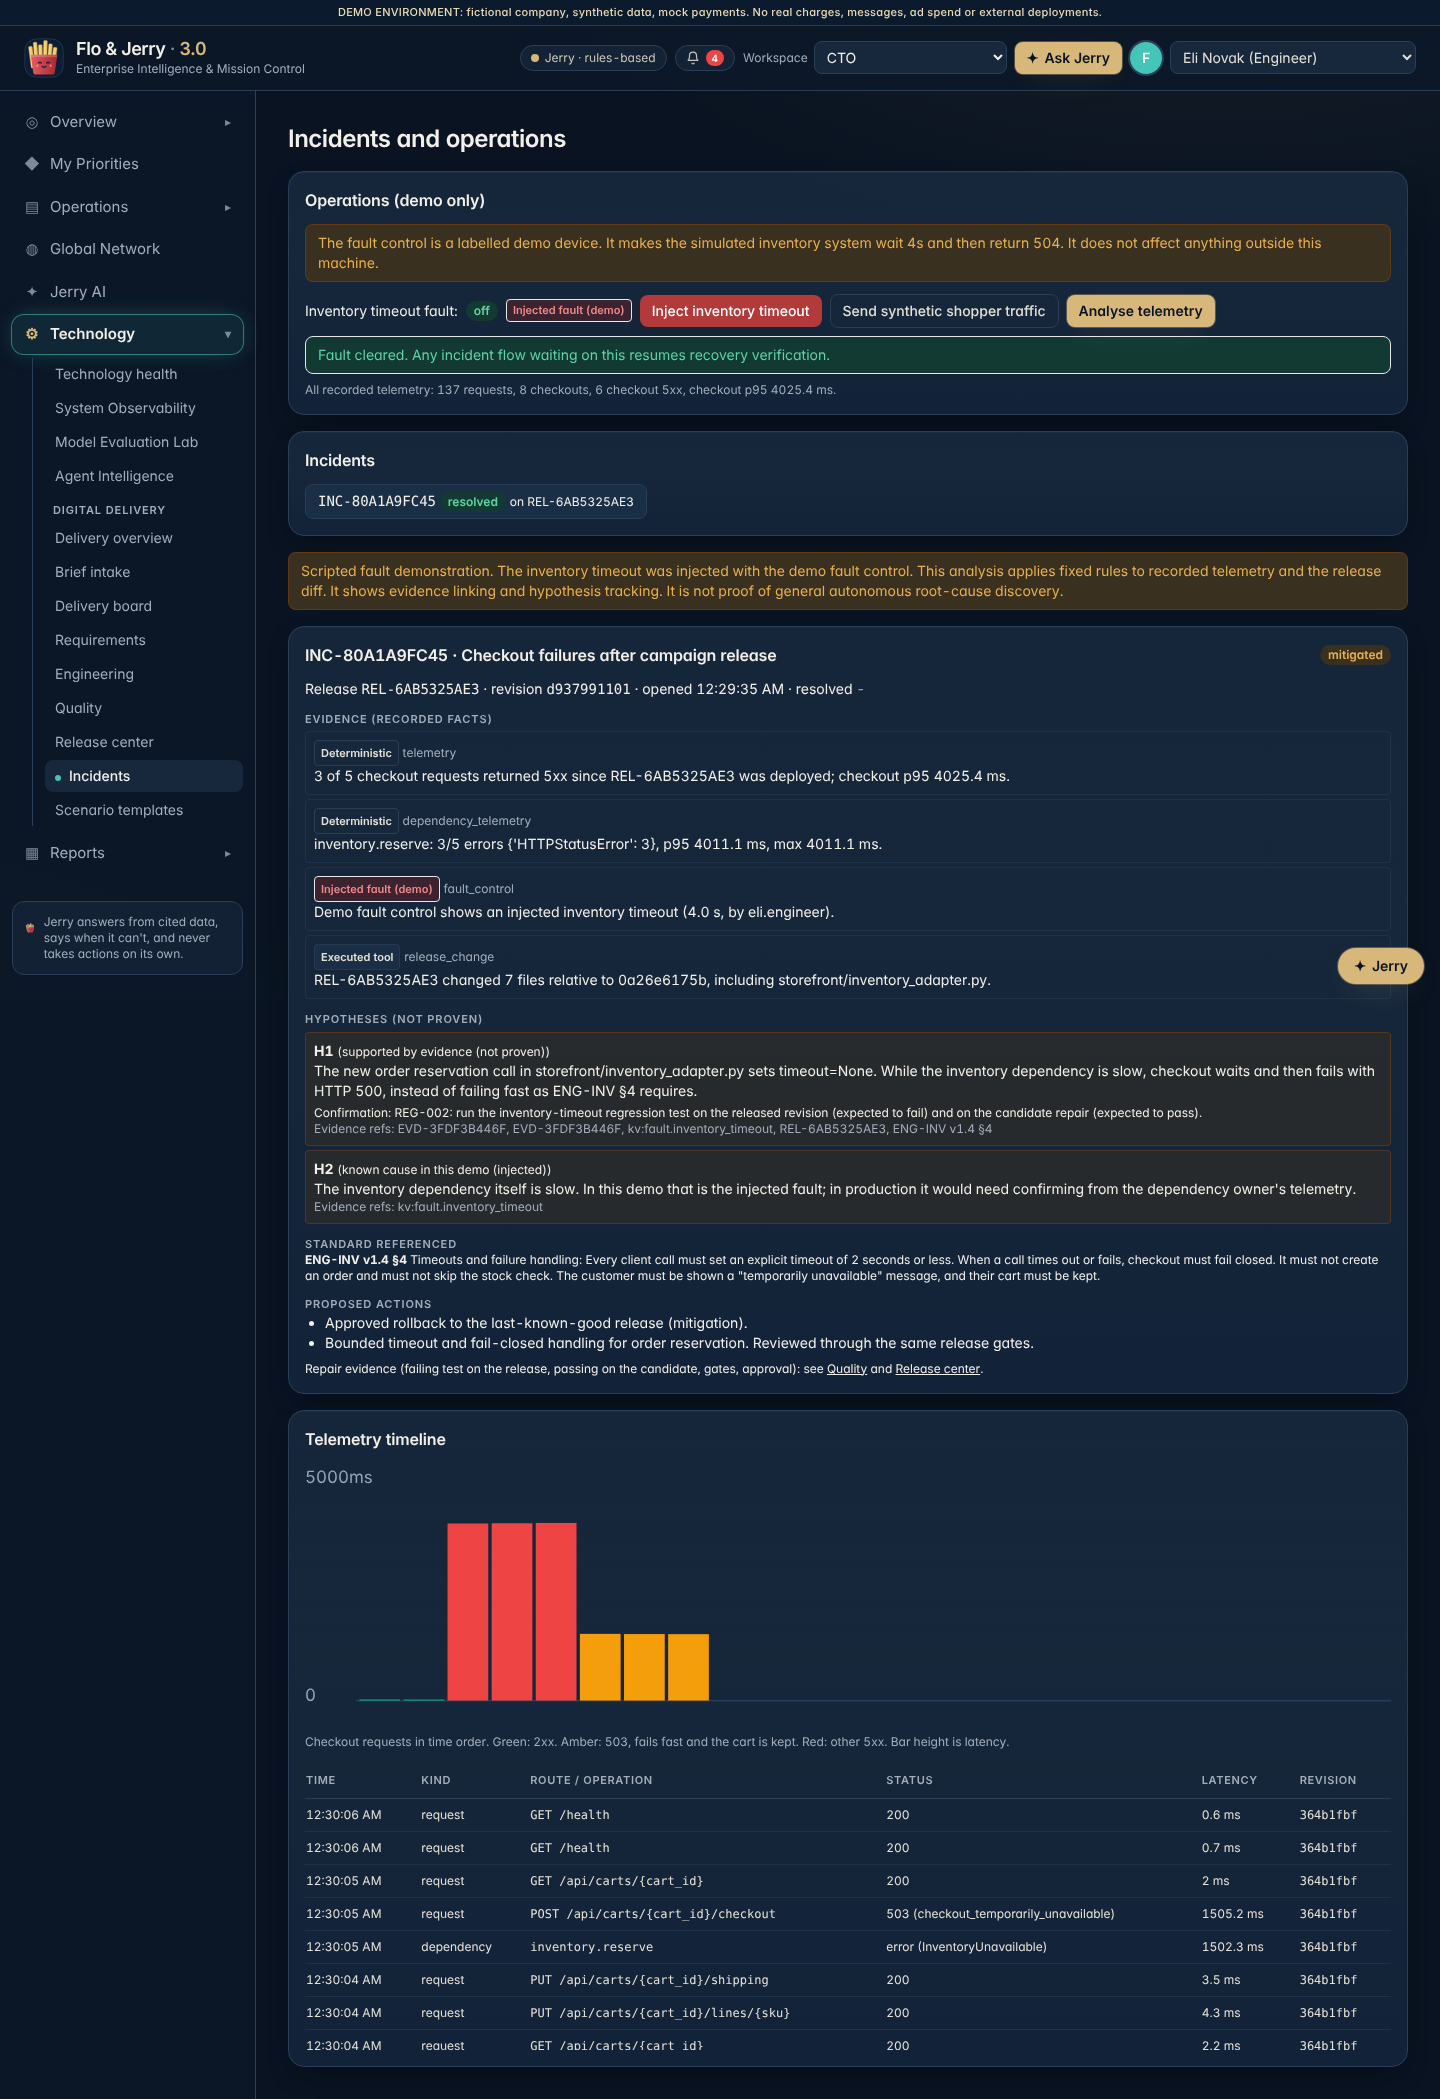 DEMO ENVIRONMENT: fictional company, synthetic data, mock payments. No real charges, messages, ad spend or external deployments.
Flo & Jerry · 3.0
Enterprise Intelligence & Mission Control
Jerry · rules-based
4
Workspace
CTO
✦ Ask Jerry
F
Eli Novak (Engineer)
Overview
My Priorities
Operations
Global Network
Jerry AI
Technology
Technology health
System Observability
Model Evaluation Lab
Agent Intelligence
DIGITAL DELIVERY
Delivery overview
Brief intake
Delivery board
Requirements
Engineering
Quality
Release center
Incidents
Scenario templates
Reports
Jerry answers from cited data,
says when it can't, and never
takes actions on its own.
Incidents and operations
Operations (demo only)
The fault control is a labelled demo device. It makes the simulated inventory system wait 4s and then return 504. It does not affect anything outside this
machine.
Inventory timeout fault: off Injected fault (demo) Inject inventory timeout Send synthetic shopper traffic Analyse telemetry
Fault cleared. Any incident flow waiting on this resumes recovery verification.
All recorded telemetry: 137 requests, 8 checkouts, 6 checkout 5xx, checkout p95 4025.4 ms.
Incidents
INC-80A1A9FC45 resolved on REL-6AB5325AE3
Scripted fault demonstration. The inventory timeout was injected with the demo fault control. This analysis applies fixed rules to recorded telemetry and the release
diff. It shows evidence linking and hypothesis tracking. It is not proof of general autonomous root-cause discovery.
INC-80A1A9FC45 · Checkout failures after campaign release
mitigated
Release REL-6AB5325AE3 · revision d937991101 · opened 12:29:35 AM · resolved -
EVIDENCE (RECORDED FACTS)
Deterministic telemetry
3 of 5 checkout requests returned 5xx since REL-6AB5325AE3 was deployed; checkout p95 4025.4 ms.
Deterministic dependency_telemetry
inventory.reserve: 3/5 errors {'HTTPStatusError': 3}, p95 4011.1 ms, max 4011.1 ms.
Injected fault (demo) fault_control
Demo fault control shows an injected inventory timeout (4.0 s, by eli.engineer).
Executed tool release_change
REL-6AB5325AE3 changed 7 files relative to 0a26e6175b, including storefront/inventory_adapter.py.
✦ Jerry
HYPOTHESES (NOT PROVEN)
H1 (supported by evidence (not proven))
The new order reservation call in storefront/inventory_adapter.py sets timeout=None. While the inventory dependency is slow, checkout waits and then fails with
HTTP 500, instead of failing fast as ENG-INV §4 requires.
Confirmation: REG-002: run the inventory-timeout regression test on the released revision (expected to fail) and on the candidate repair (expected to pass).
Evidence refs: EVD-3FDF3B446F, EVD-3FDF3B446F, kv:fault.inventory_timeout, REL-6AB5325AE3, ENG-INV v1.4 §4
H2 (known cause in this demo (injected))
The inventory dependency itself is slow. In this demo that is the injected fault; in production it would need confirming from the dependency owner's telemetry.
Evidence refs: kv:fault.inventory_timeout
STANDARD REFERENCED
ENG-INV v1.4 §4 Timeouts and failure handling: Every client call must set an explicit timeout of 2 seconds or less. When a call times out or fails, checkout must fail closed. It must not create
an order and must not skip the stock check. The customer must be shown a "temporarily unavailable" message, and their cart must be kept.
PROPOSED ACTIONS
• Approved rollback to the last-known-good release (mitigation).
• Bounded timeout and fail-closed handling for order reservation. Reviewed through the same release gates.
Repair evidence (failing test on the release, passing on the candidate, gates, approval): see Quality and Release center.
Telemetry timeline
5000ms
0
Checkout requests in time order. Green: 2xx. Amber: 503, fails fast and the cart is kept. Red: other 5xx. Bar height is latency.
TIME KIND ROUTE / OPERATION STATUS LATENCY REVISION
12:30:06 AM request GET /health 200 0.6 ms 364b1fbf
12:30:06 AM request GET /health 200 0.7 ms 364b1fbf
12:30:05 AM request GET /api/carts/{cart_id} 200 2 ms 364b1fbf
12:30:05 AM request POST /api/carts/{cart_id}/checkout 503 (checkout_temporarily_unavailable) 1505.2 ms 364b1fbf
12:30:05 AM dependency inventory.reserve error (InventoryUnavailable) 1502.3 ms 364b1fbf
12:30:04 AM request PUT /api/carts/{cart_id}/shipping 200 3.5 ms 364b1fbf
12:30:04 AM request PUT /api/carts/{cart_id}/lines/{sku} 200 4.3 ms 364b1fbf
12:30:04 AM request GET /api/carts/{cart_id} 200 2.2 ms 364b1fbf